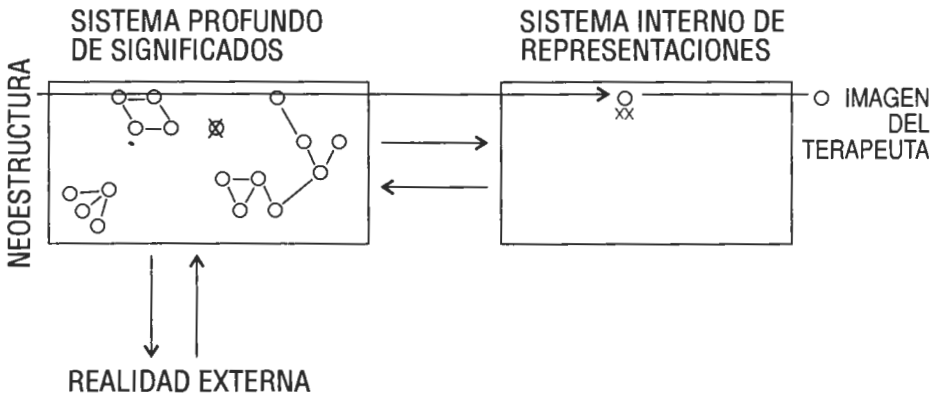 SISTEMA PROFUNDO
DE SIGNIFICADOS
SISTEMA INTERNO DE
REPRESENTACIONES
NEOESTRUCTURA
XX
IMAGEN
DEL
TERAPEUTA
REALIDAD EXTERNA